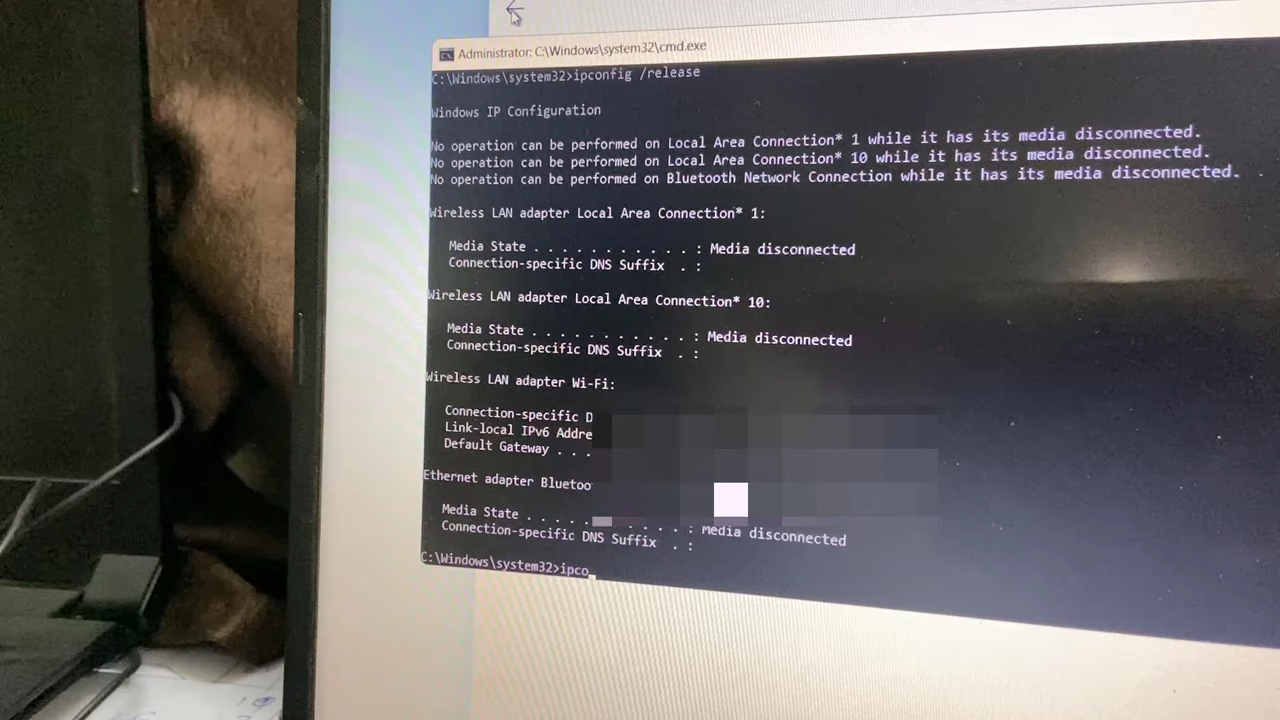 Administrator: C:\Windows\system32\cmd.exe
C:\Windows\system32>ipconfig /release
Windows IP Configuration
No operation can be performed on Local Area Connection* 1 while it has its media disconnected.
No operation can be performed on Local Area Connection* 10 while it has its media disconnected.
No operation can be performed on Bluetooth Network Connection while it has its media disconnected.
Wireless LAN adapter Local Area Connection* 1:
Media State . . . . . . . . . . . : Media disconnected
Connection-specific DNS Suffix . :
Wireless LAN adapter Local Area Connection* 10:
Media State . . . . . . . . . . . : Media disconnected
Connection-specific DNS Suffix . :
Wireless LAN adapter Wi-Fi:
Connection-specific D
Link-local IPv6 Addre
Default Gateway . . .
Ethernet adapter Bluetoo
Media State . . . . . . . . . . . : Media disconnected
Connection-specific DNS Suffix . :
C:\Windows\system32>ipco